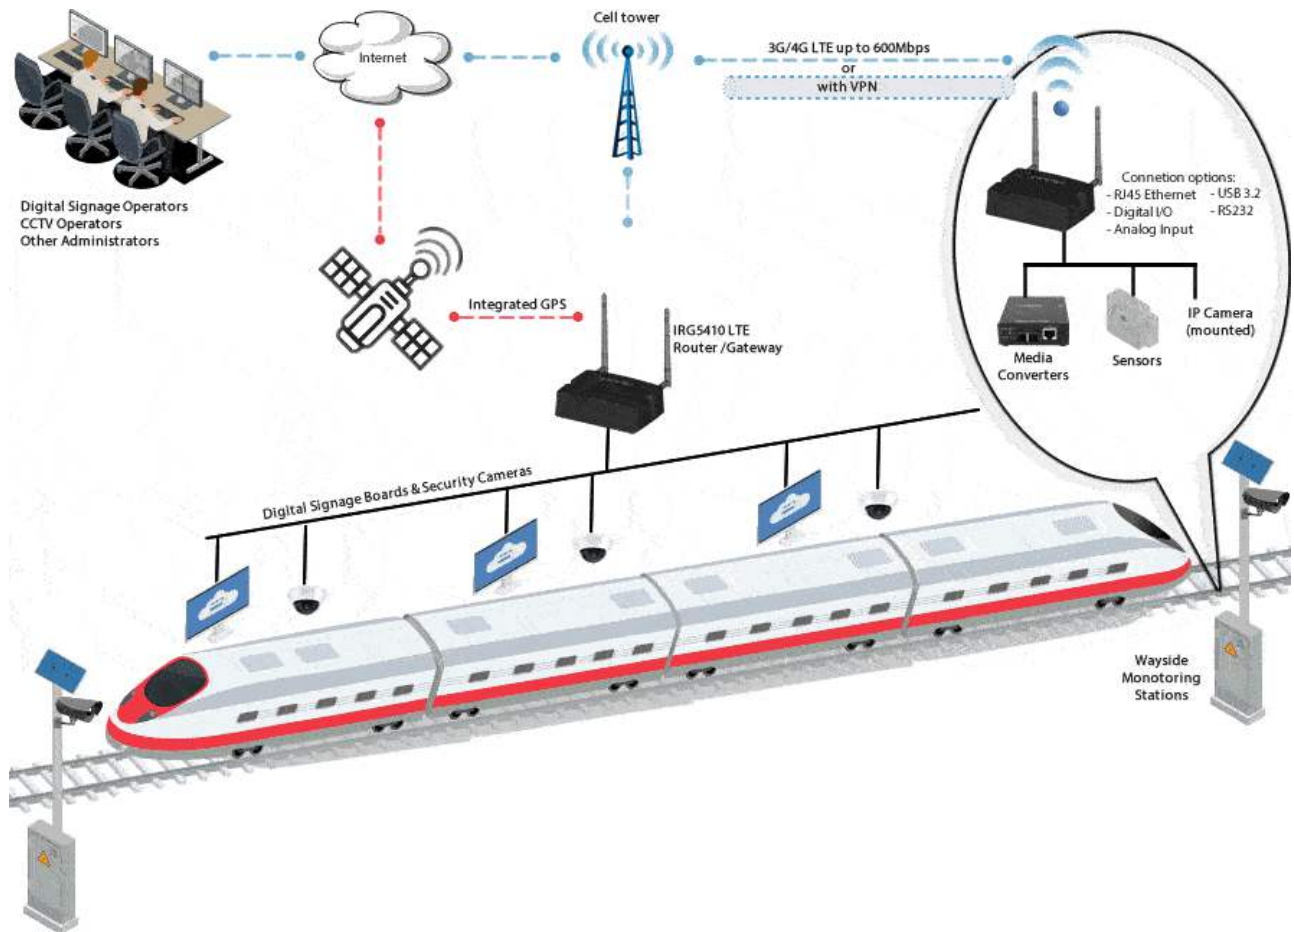 Cell tower
Internet
3G/4G LTE up to 600Mbps
or
with VPN
Connetion options:
- RJ45 Ethernet - USB 3.2
- Digital I/O - RS232
- Analog Input
Digital Signage Operators
CCTV Operators
Other Administrators
Integrated GPS
IRG5410 LTE
Router /Gateway
IP Camera
(mounted)
Media
Converters
Sensors
Digital Signage Boards & Security Cameras
Wayside
Monotoring
Stations